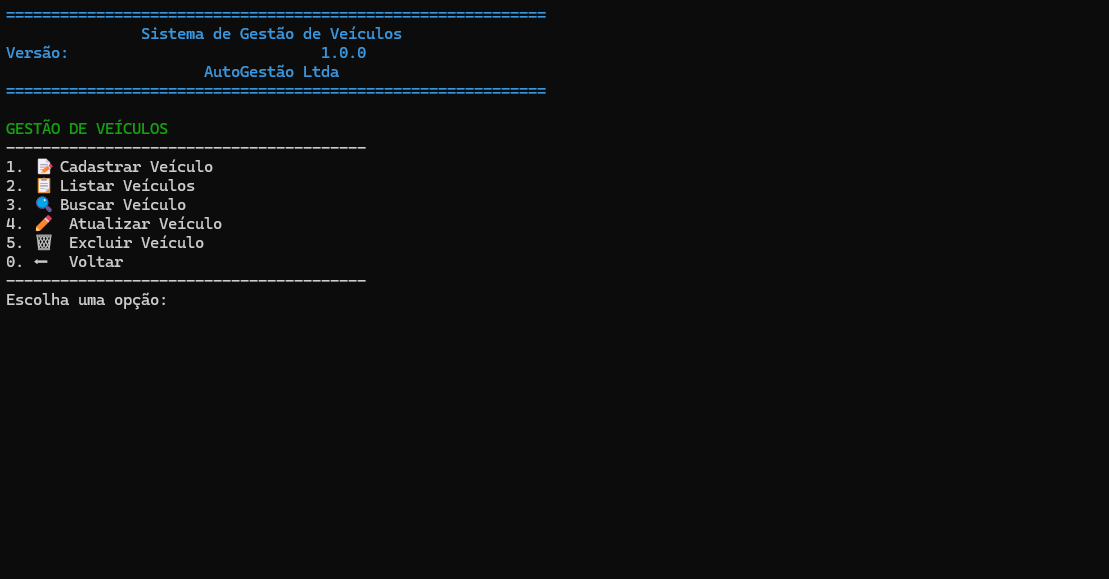 ============================================================
Sistema de Gestão de Veículos
Versão: 1.0.0
AutoGestão Ltda
============================================================
GESTÃO DE VEÍCULOS
----------------------------------------
1. 📝 Cadastrar Veículo
2. 📋 Listar Veículos
3. 🔍 Buscar Veículo
4. ✏️ Atualizar Veículo
5. 🗑️ Excluir Veículo
0. ⬅️ Voltar
----------------------------------------
Escolha uma opção: